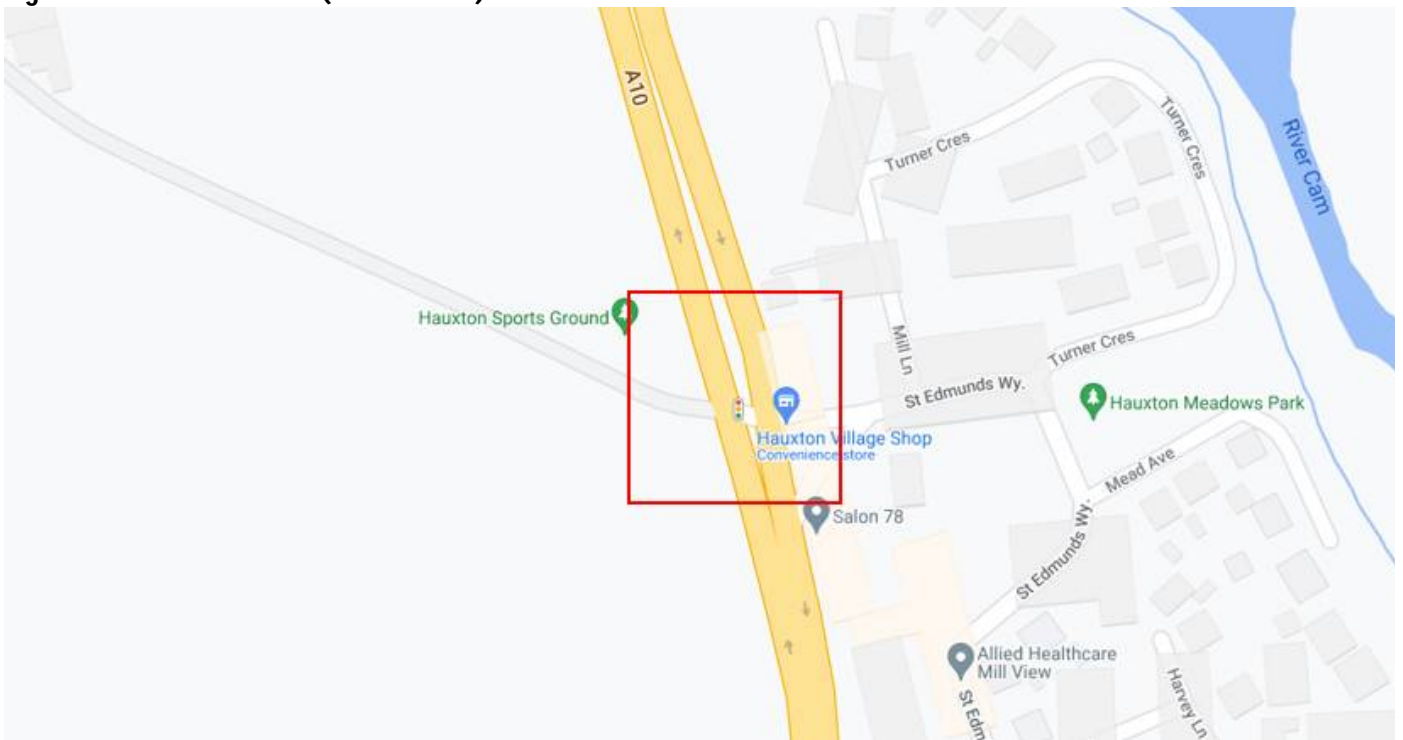 A10
Turner Cres
Turner Cres
River Cam
Hauxton Sports Ground
Mill Ln
Turner Cres
St Edmunds Wy.
Hauxton Meadows Park
Hauxton Village Shop
Convenience store
Mead Ave
Salon 78
St Edmunds Wy.
Allied Healthcare
Mill View
Harvey Ln
St Edm